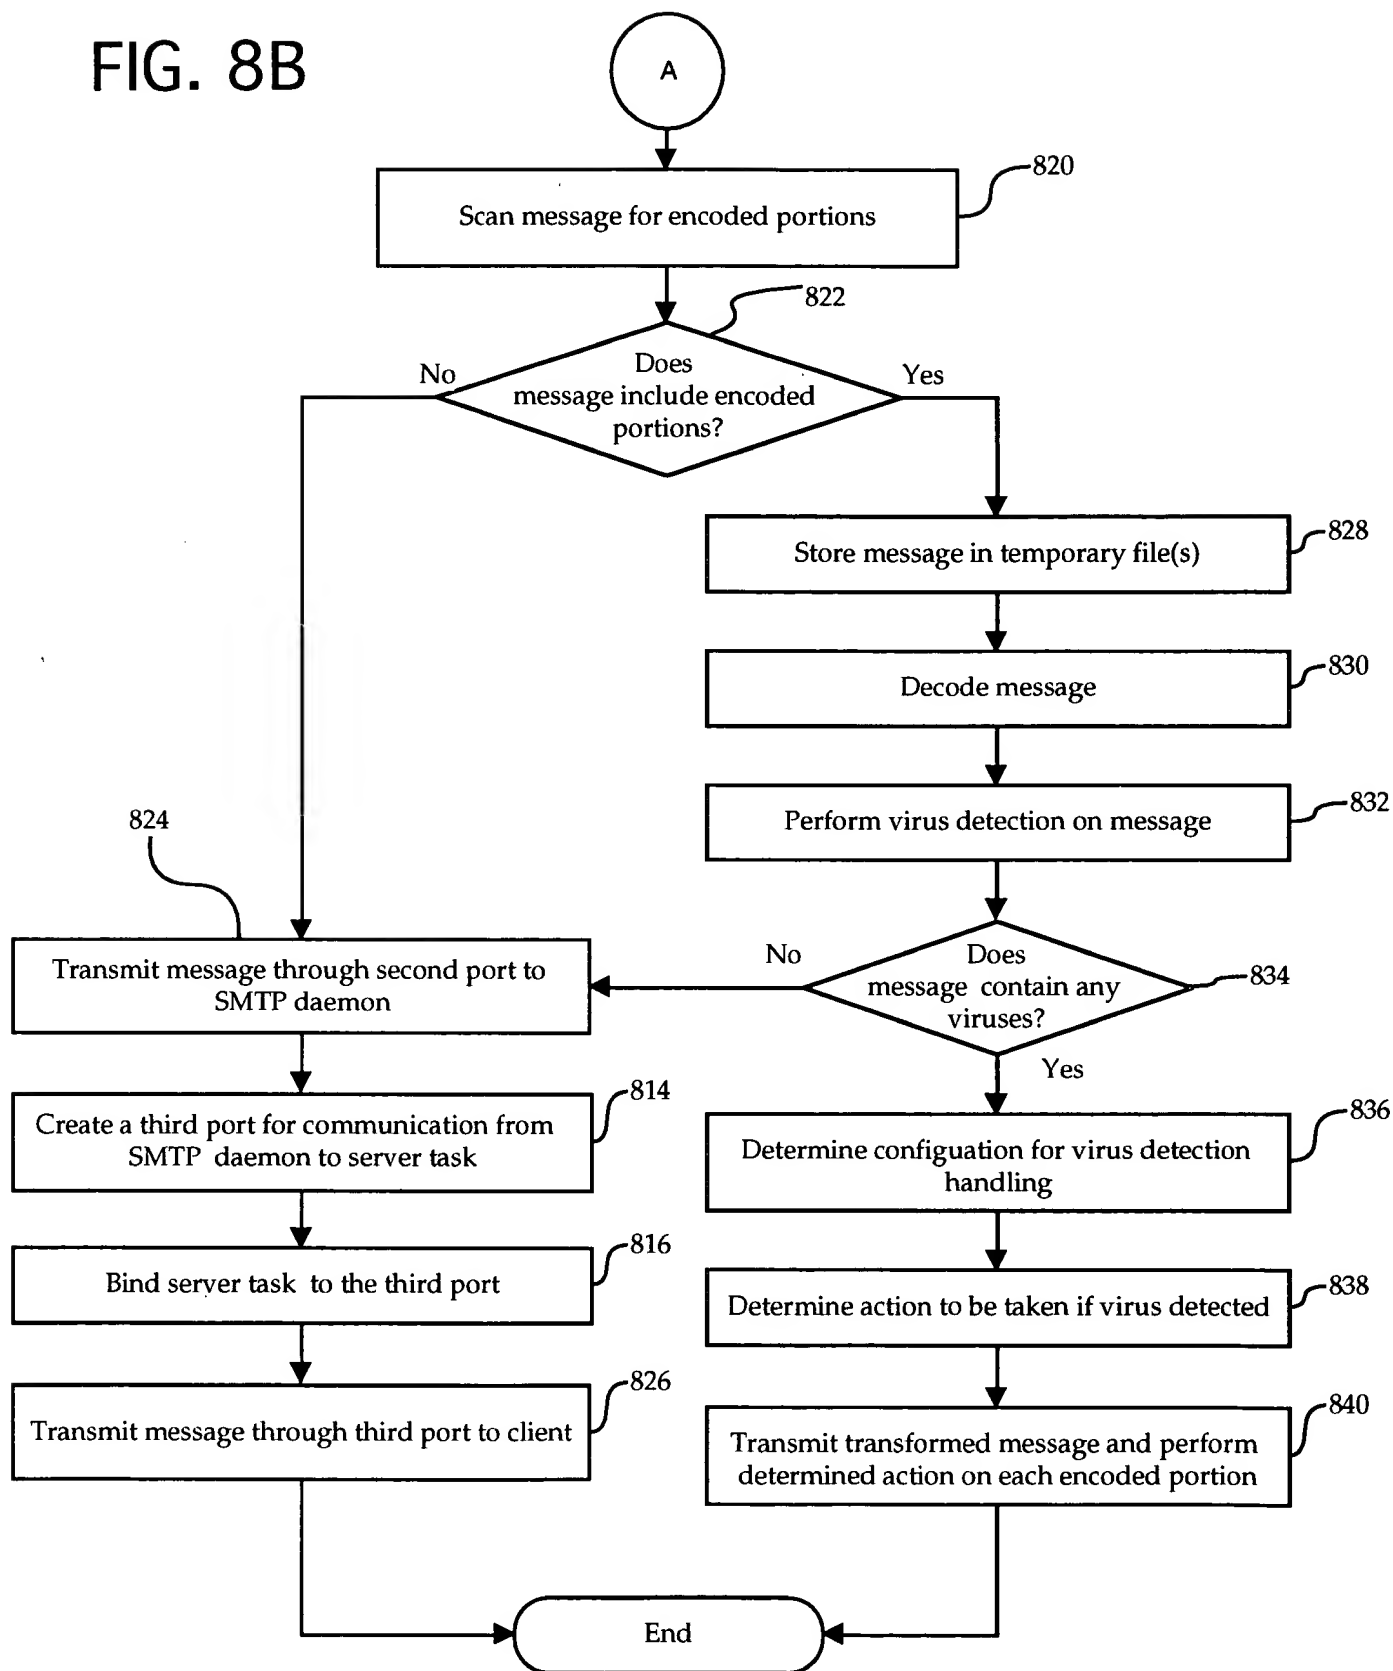 FIG. 8B
A
820
Scan message for encoded portions
822
Does
message include encoded
portions?
No
Yes
828
Store message in temporary file(s)
830
Decode message
832
Perform virus detection on message
824
Transmit message through second port to
SMTP daemon
No
Does
message contain any
viruses?
834
Yes
814
Create a third port for communication from
SMTP daemon to server task
836
Determine configuation for virus detection
handling
816
Bind server task to the third port
838
Determine action to be taken if virus detected
826
Transmit message through third port to client
840
Transmit transformed message and perform
determined action on each encoded portion
End